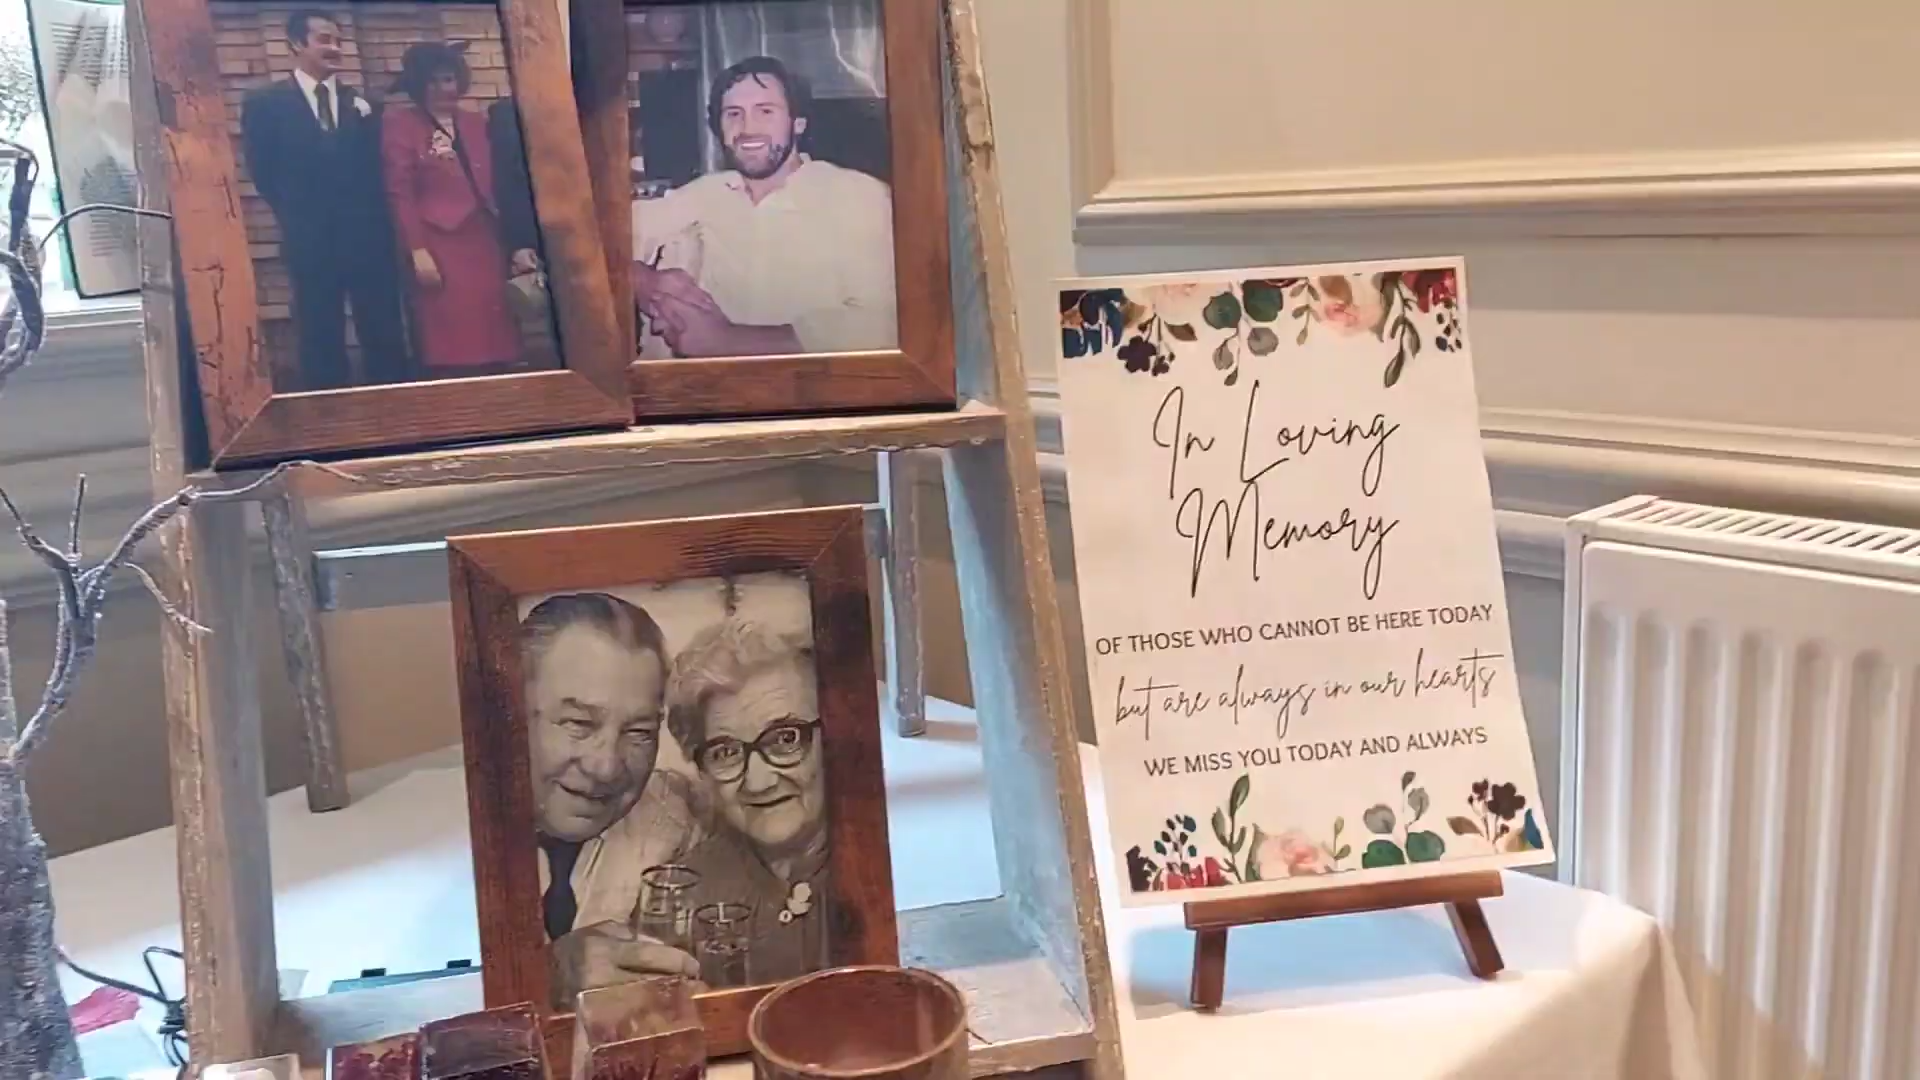 In Loving
Memory
OF THOSE WHO CANNOT BE HERE TODAY
but are always in our hearts
WE MISS YOU TODAY AND ALWAYS